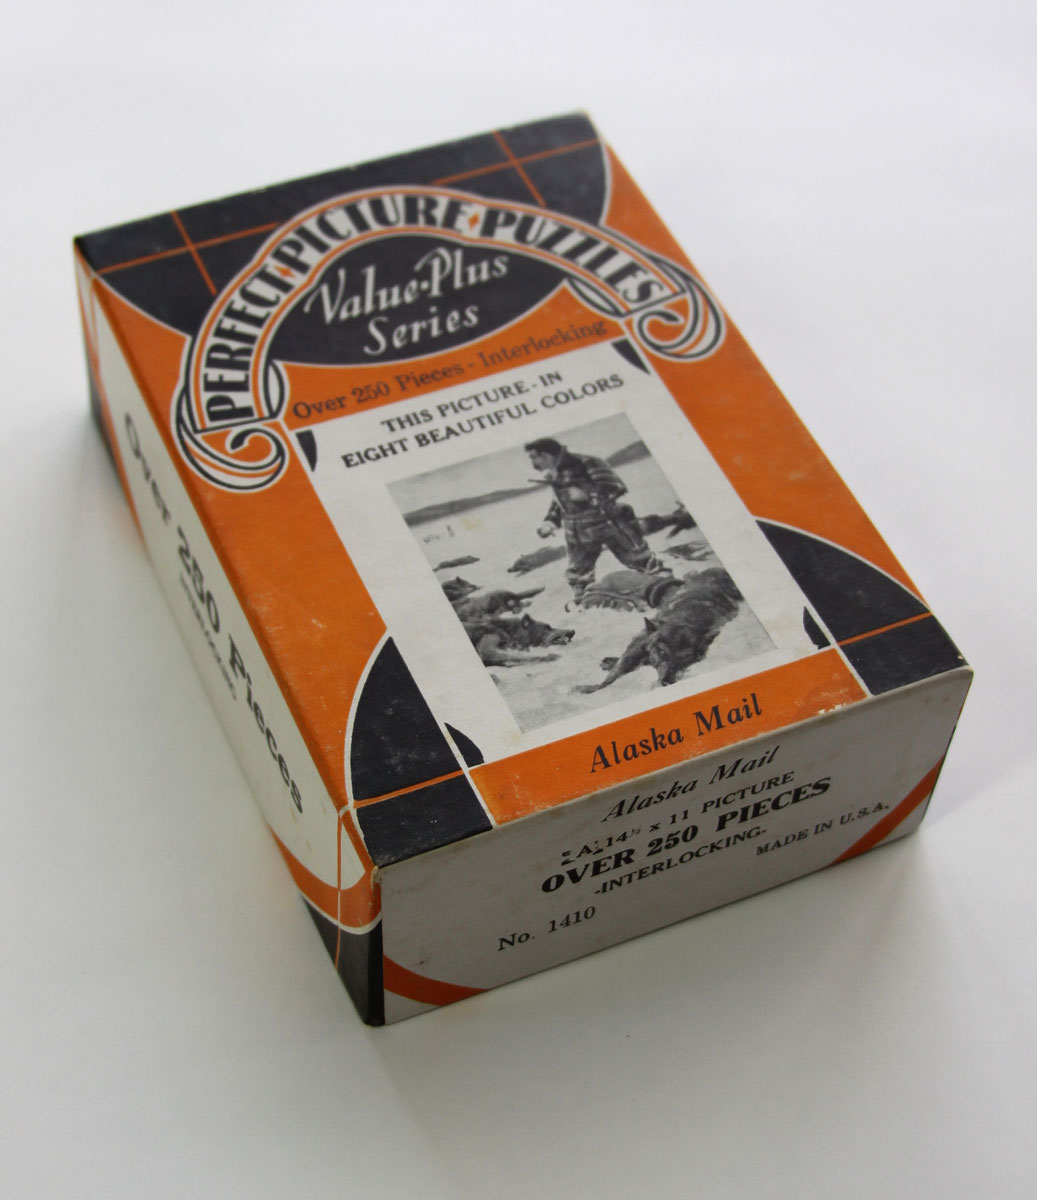 PERFECT·PICTURE·PUZZLES
Value-Plus
Series
Over 250 Pieces - Interlocking
THIS PICTURE - IN
EIGHT BEAUTIFUL COLORS
Alaska Mail
Alaska Mail
A 14½ x 11 PICTURE
OVER 250 PIECES
-INTERLOCKING-
MADE IN U.S.A.
No. 1410
Over 250 Pieces
INTERLOCKING